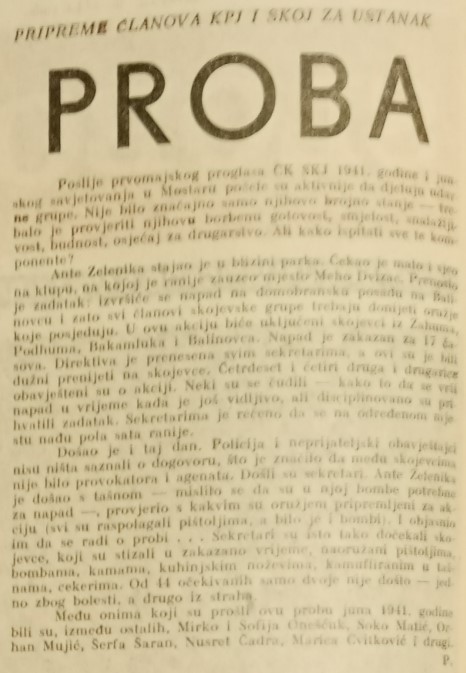 PRIPREME ČLANOVA KPJ I SKOJ ZA USTANAK
PROBA
Poslije prvomajskog proglasa ČK SKJ 1941. godine i jun-
skog savjetovanja u Mostaru počele su aktivnije da djeluju udar
ne grupe. Nije bilo značajno samo njihovo brojno stanje — tre-
balo je provjeriti njihovu borbenu gotovost, smjelost, snalažlji-
vost, budnost, osjećaj za drugarstvo. Ali kako ispitati sve te kom-
ponente?
Ante Zelenika stajao je u blizini parka. Čekao je malo i sjeo
na klupu, na kojoj je ranije zauzeo mjesto Meho Dvizac. Prenosio
je zadatak: izvršiće se napad na domobransku posadu na Bali-
novcu i zato svi članovi skojevske grupe trebaju donijeti oružje
koje posjeduju. U ovu akciju biće uključeni skojevci iz Zahuma,
Podhuma, Bakamluka i Balinovca. Napad je zakazan za 17 ča-
sova. Direktiva je prenesena svim sekretarima, a ovi su je bili
dužni prenijeti na skojevce. Četrdeset i četiri druga i drugarice
obavješteni su o akciji. Neki su se čudili — kako to da se vrši
napad u vrijeme kada je još vidljivo, ali disciplinovano su pri-
hvatili zadatak. Sekretarima je rečeno da se na određenom mje-
stu nađu pola sata ranije.
Došao je i taj dan. Policija i neprijateljski obavještajci
nisu ništa saznali o dogovoru, što je značilo da među skojevcima
nije bilo provokatora i agenata. Došli su sekretari. Ante Zelenika
je došao s tašnom — mislilo se da su u njoj bombe potrebne
za napad —, provjerio s kakvim su oružjem pripremljeni za ak-
ciju (svi su raspolagali pištoljima, a bilo je i bombi). I objasnio
im da se radi o probi . . . Sekretari su isto tako dočekali sko-
jevce, koji su stizali u zakazano vrijeme, naoružani pištoljima,
bombama, kamama, kuhinjskim noževima, kamufliranim u taš-
nama, cekerima. Od 44 očekivanih samo dvoje nije došlo — jed-
no zbog bolesti, a drugo iz straha.
Među onima koji su prošli ovu probu juna 1941. godine
bili su, između ostalih, Mirko i Sofija Oneščuk, Soko Malić, Or-
han Mujić, Šerfa Šaran, Nusret Čadra, Marica Cvitković i drugi.
P.